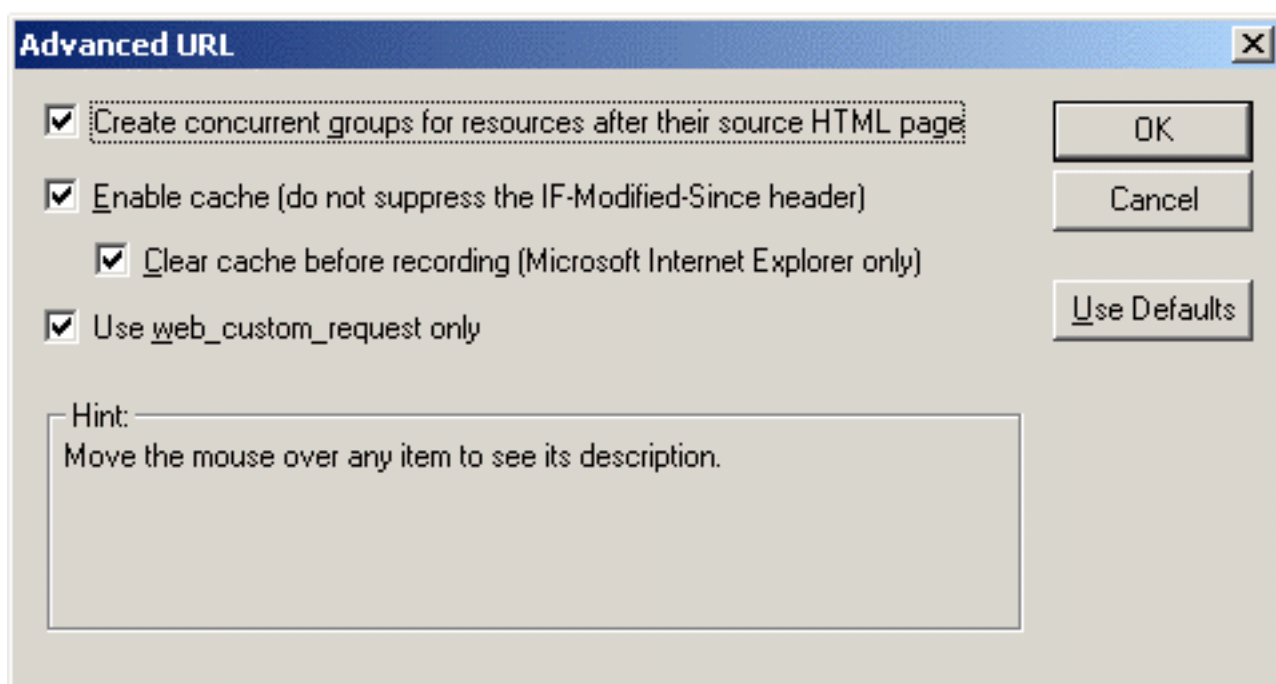 Advanced URL
Create concurrent groups for resources after their source HTML page
OK
Enable cache (do not suppress the IF-Modified-Since header)
Cancel
Clear cache before recording (Microsoft Internet Explorer only)
Use Defaults
Use web_custom_request only
Hint:
Move the mouse over any item to see its description.